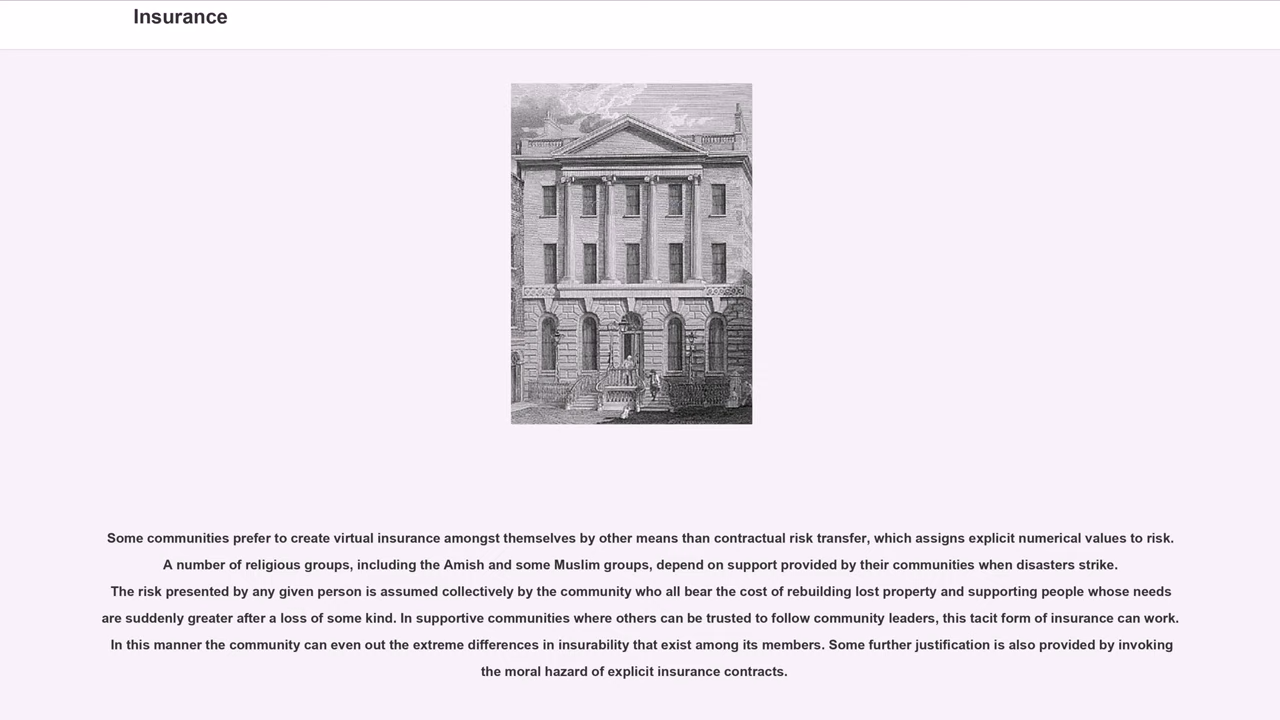 Insurance
Some communities prefer to create virtual insurance amongst themselves by other means than contractual risk transfer, which assigns explicit numerical values to risk.
A number of religious groups, including the Amish and some Muslim groups, depend on support provided by their communities when disasters strike.
The risk presented by any given person is assumed collectively by the community who all bear the cost of rebuilding lost property and supporting people whose needs
are suddenly greater after a loss of some kind. In supportive communities where others can be trusted to follow community leaders, this tacit form of insurance can work.
In this manner the community can even out the extreme differences in insurability that exist among its members. Some further justification is also provided by invoking
the moral hazard of explicit insurance contracts.